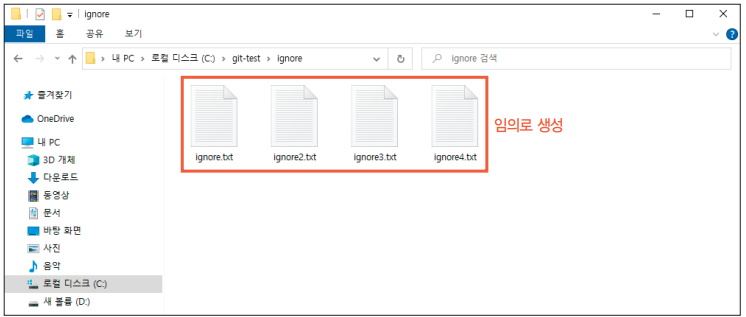 ignore
파일 홈 공유 보기
내 PC > 로컬 디스크 (C:) > git-test > ignore
ignore 검색
즐겨찾기
OneDrive
내 PC
3D 개체
다운로드
동영상
문서
바탕 화면
사진
음악
로컬 디스크 (C:)
새 볼륨 (D:)
ignore.txt ignore2.txt ignore3.txt ignore4.txt
임의로 생성